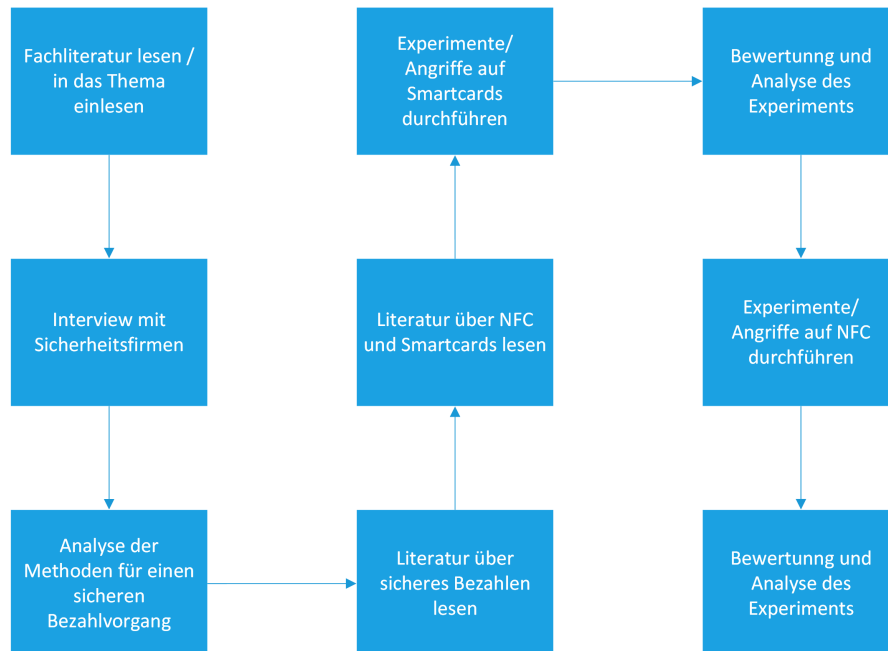 Fachliteratur lesen /
in das Thema
einlesen
Interview mit
Sicherheitsfirmen
Analyse der
Methoden für einen
sicheren
Bezahlvorgang
Literatur über
sicheres Bezahlen
lesen
Literatur über NFC
und Smartcards lesen
Experimente/
Angriffe auf
Smartcards
durchführen
Bewertunng und
Analyse des
Experiments
Experimente/
Angriffe auf NFC
durchführen
Bewertunng und
Analyse des
Experiments